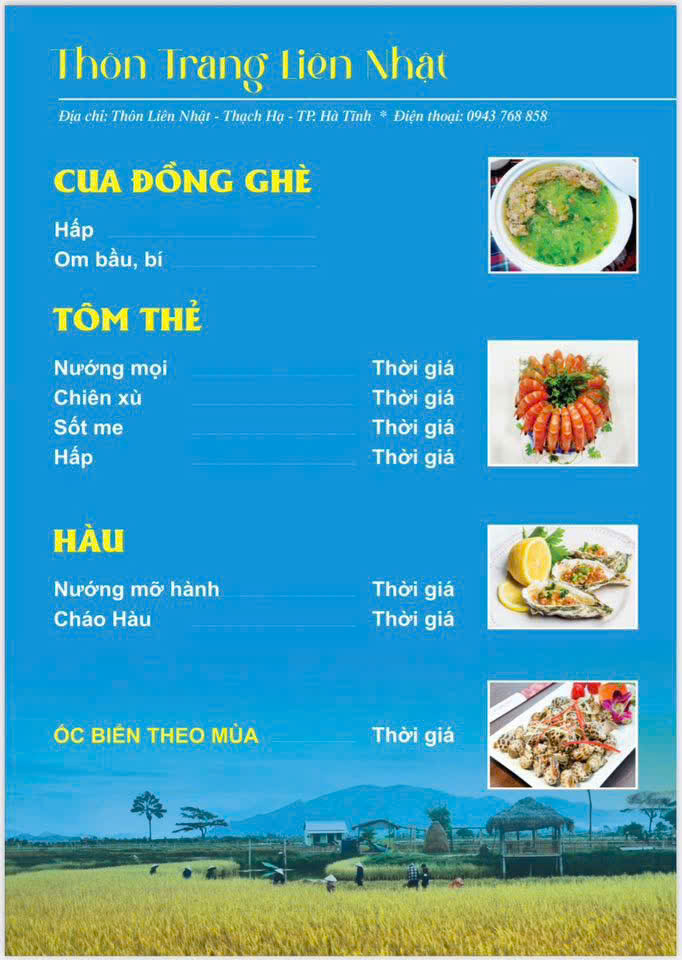 Thôn Trang Liên Nhật
Địa chỉ: Thôn Liên Nhật - Thạch Hạ - TP. Hà Tĩnh * Điện thoại: 0943 768 858
CUA ĐỒNG GHÈ
Hấp
Om bầu, bí
TÔM THẺ
Nướng mọi Thời giá
Chiên xù Thời giá
Sốt me Thời giá
Hấp Thời giá
HÀU
Nướng mỡ hành Thời giá
Cháo Hàu Thời giá
ỐC BIỂN THEO MÙA Thời giá